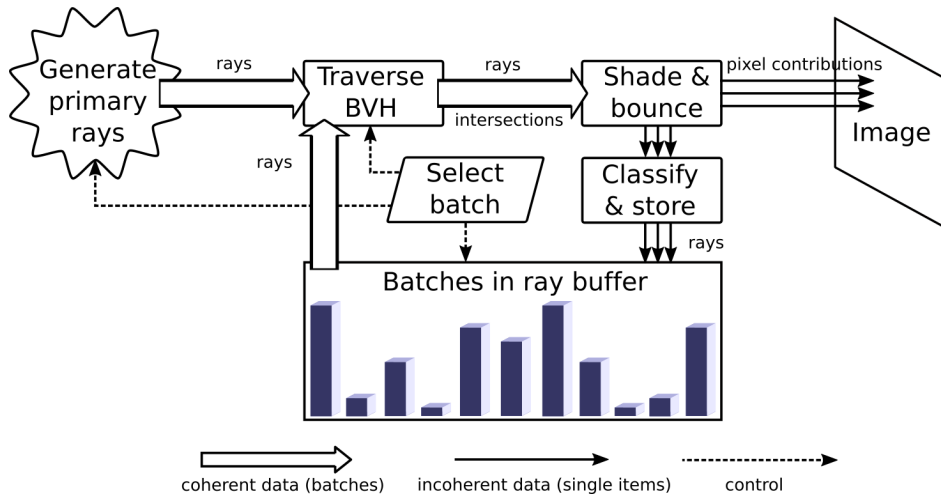 Generate
primary
rays
rays
Traverse
BVH
rays
intersections
Shade &
bounce
pixel contributions
Image
rays
Select
batch
Classify
& store
rays
Batches in ray buffer
coherent data (batches)
incoherent data (single items)
control